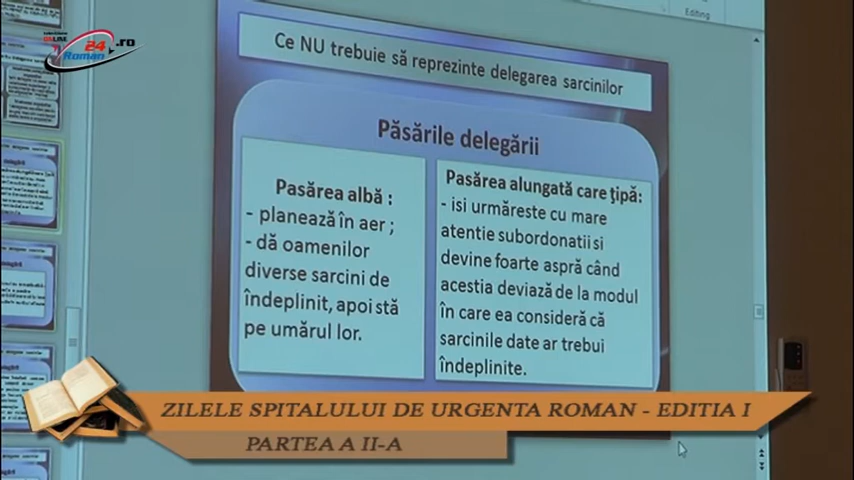 24
.ro
Roman
Editing
Ce NU trebuie să reprezinte delegarea sarcinilor
Păsările delegării
Pasărea albă :
- planează în aer ;
- dă oamenilor
diverse sarcini de
îndeplinit, apoi stă
pe umărul lor.
Pasărea alungată care ţipă:
- isi urmăreste cu mare
atentie subordonatii si
devine foarte aspră când
acestia deviază de la modul
în care ea consideră că
sarcinile date ar trebui
îndeplinite.
ZILELE SPITALULUI DE URGENTA ROMAN - EDITIA I
PARTEA A II-A